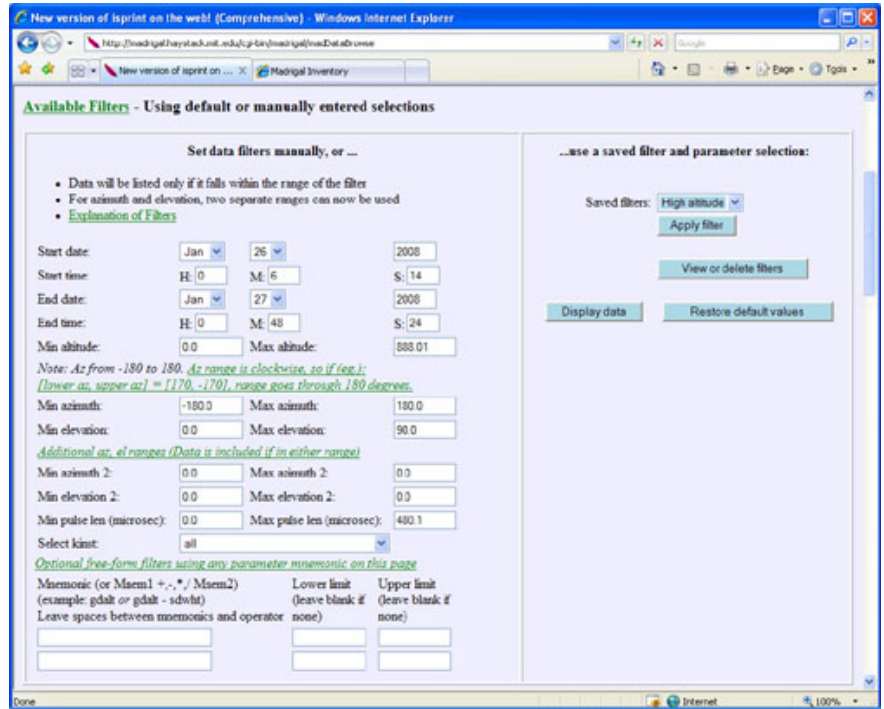 New version of isprint on the web! (Comprehensive) - Windows Internet Explorer
http://madrigal.haystack.mit.edu/cgi-bin/madrigal/madDataBrowse
Google
New version of isprint on ... X Madrigal Inventory
Page Tools »
Available Filters - Using default or manually entered selections
Set data filters manually, or ...
• Data will be listed only if it falls within the range of the filter
• For azimuth and elevation, two separate ranges can now be used
• Explanation of Filters
Start date: Jan 26 2008
Start time: H: 0 M: 6 S: 14
End date: Jan 27 2008
End time: H: 0 M: 48 S: 24
Min altitude: 0.0 Max altitude: 888.01
Note: Az from -180 to 180. Az range is clockwise, so if (eg.):
[lower az, upper az] = [170, -170], range goes through 180 degrees.
Min azimuth: -180.0 Max azimuth: 180.0
Min elevation: 0.0 Max elevation: 90.0
Additional az, el ranges (Data is included if in either range)
Min azimuth 2: 0.0 Max azimuth 2: 0.0
Min elevation 2: 0.0 Max elevation 2: 0.0
Min pulse len (microsec): 0.0 Max pulse len (microsec): 480.1
Select kinst: all
Optional free-form filters using any parameter mnemonic on this page
Mnemonic (or Mnem1 +,-,*,/ Mnem2) Lower limit Upper limit
(example: gdalt or gdalt - sdwht) (leave blank if (leave blank if
Leave spaces between mnemonics and operator none) none)
...use a saved filter and parameter selection:
Saved filters: High altitude
Apply filter
View or delete filters
Display data Restore default values
Done Internet 100%